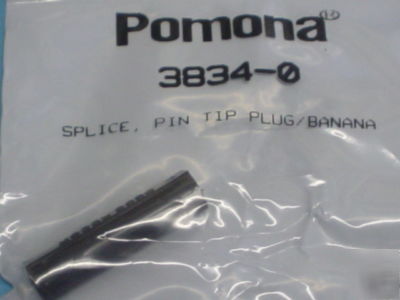 Pomona®
3834-0
SPLICE, PIN TIP PLUG/BANANA